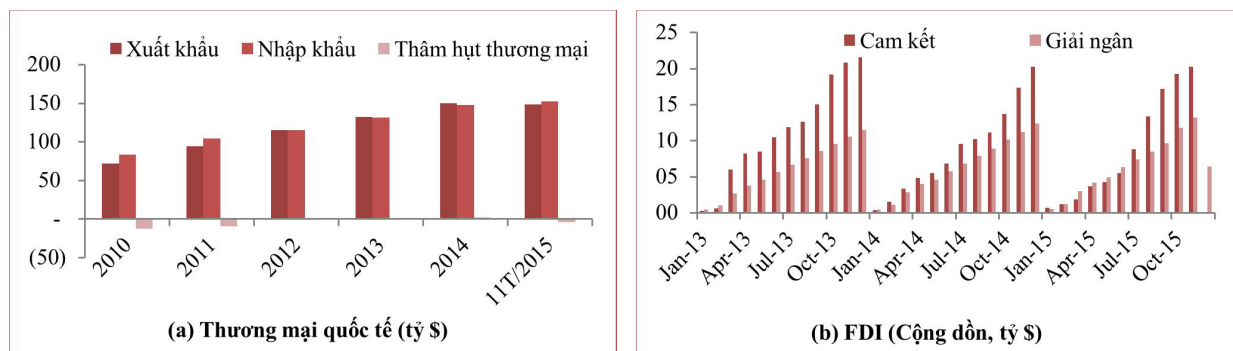 Xuất khẩu Nhập khẩu Thâm hụt thương mại
200
150
100
50
-
(50)
2010 2011 2012 2013 2014 11T/2015
(a) Thương mại quốc tế (tỷ $)
25
Cam kết Giải ngân
20
15
10
05
00
Jan-13 Apr-13 Jul-13 Oct-13 Jan-14 Apr-14 Jul-14 Oct-14 Jan-15 Apr-15 Jul-15 Oct-15
(b) FDI (Cộng dồn, tỷ $)